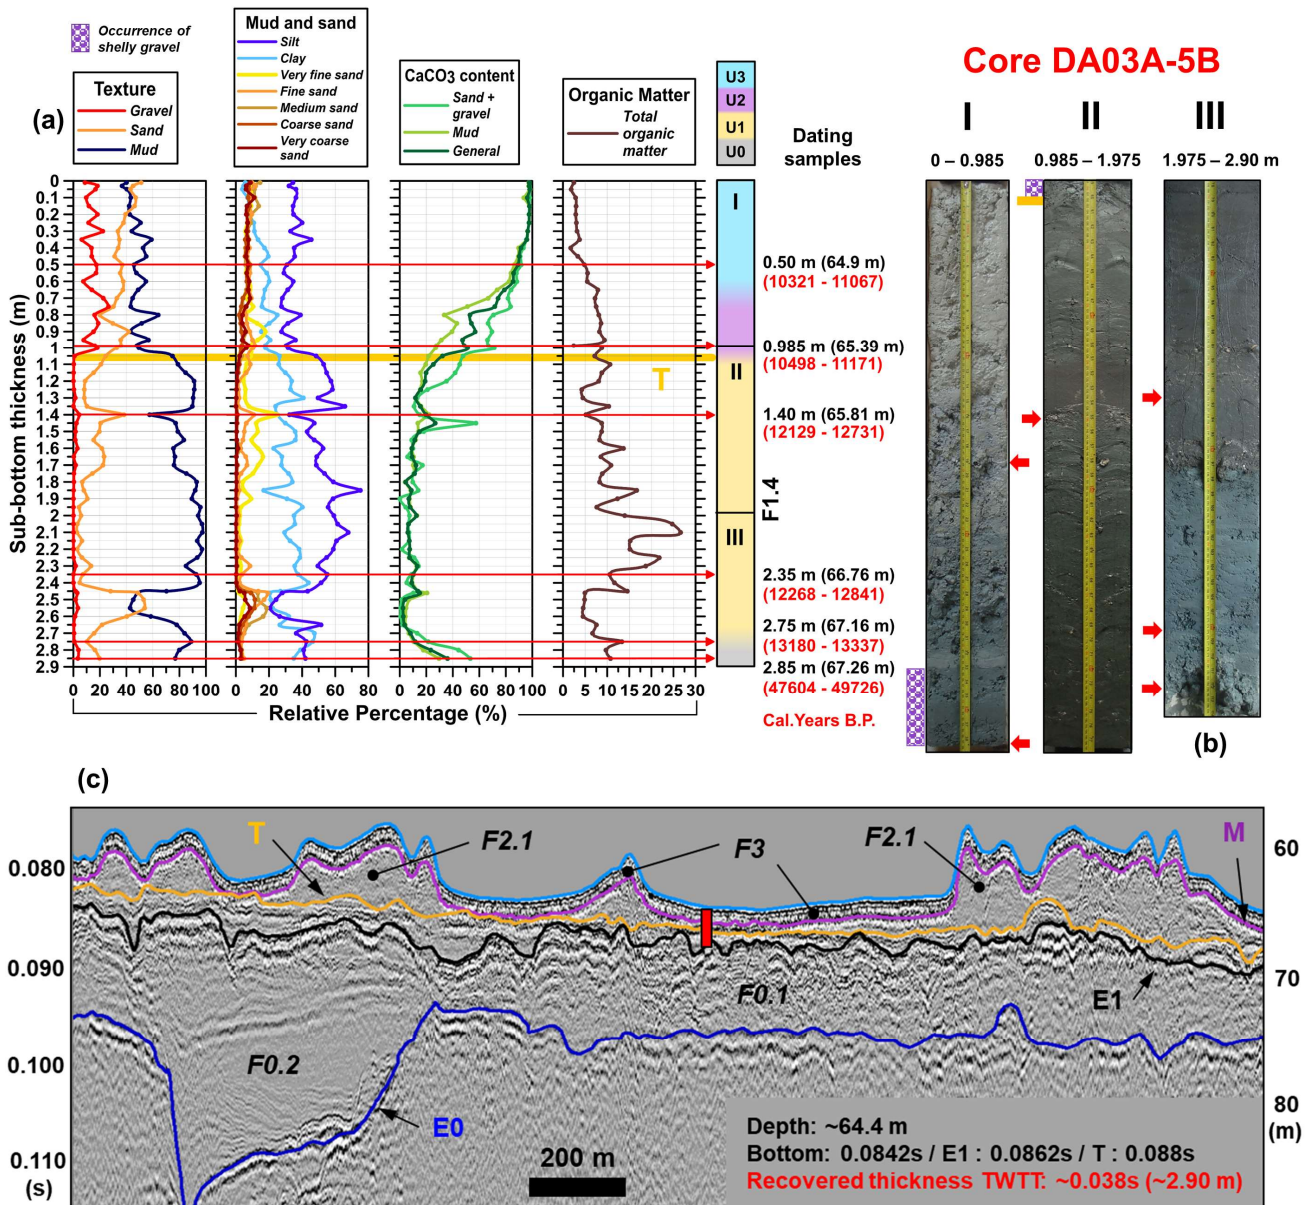 Occurrence of
shelly gravel
(a)
Texture
Gravel
Sand
Mud
Mud and sand
Silt
Clay
Very fine sand
Fine sand
Medium sand
Coarse sand
Very coarse
sand
CaCO3 content
Sand +
gravel
Mud
General
Organic Matter
Total
organic
matter
U3
U2
U1
U0
Dating
samples
Core DA03A-5B
I II III
0 – 0.985 0.985 – 1.975 1.975 – 2.90 m
Sub-bottom thickness (m)
0
0.1
0.2
0.3
0.4
0.5
0.6
0.7
0.8
0.9
1.1
1.2
1.3
1.4
1.5
1.6
1.7
1.8
1.9
2.1
2.2
2.3
2.4
2.5
2.6
2.7
2.8
2.9
0 20 40 60 80 100
0 20 40 60 80
0 20 40 60 80 100
0 5 10 15 20 25 30
Relative Percentage (%)
T
I
II
III
F1.4
0.50 m (64.9 m)
(10321 - 11067)
0.985 m (65.39 m)
(10498 - 11171)
1.40 m (65.81 m)
(12129 - 12731)
2.35 m (66.76 m)
(12268 - 12841)
2.75 m (67.16 m)
(13180 - 13337)
2.85 m (67.26 m)
(47604 - 49726)
Cal.Years B.P.
(b)
(c)
T
F2.1
F3
F2.1
M
0.080
0.090
0.100
0.110
(s)
60
70
80
(m)
F0.1
E1
F0.2
E0
200 m
Depth: ~64.4 m
Bottom: 0.0842s / E1 : 0.0862s / T : 0.088s
Recovered thickness TWTT: ~0.038s (~2.90 m)